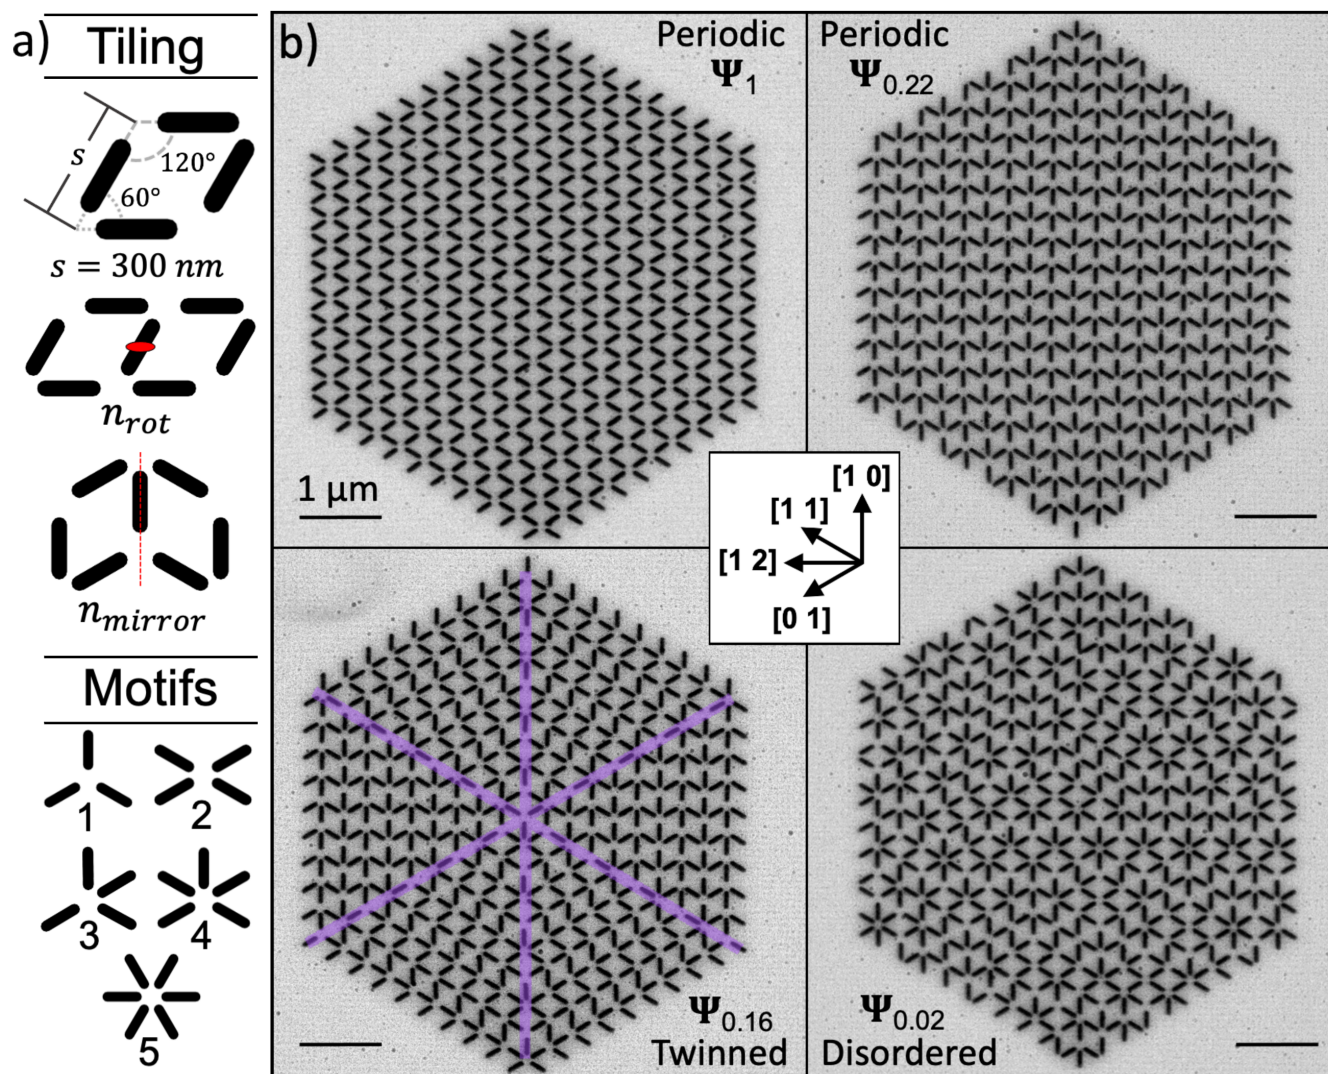 a)
Tiling
s
120°
60°
s = 300 nm
n_rot
n_mirror
Motifs
1
2
3
4
5
b)
Periodic
Ψ1
Periodic
Ψ0.22
1 μm
[1 0]
[1 1]
[1 2]
[0 1]
Ψ0.16
Twinned
Ψ0.02
Disordered